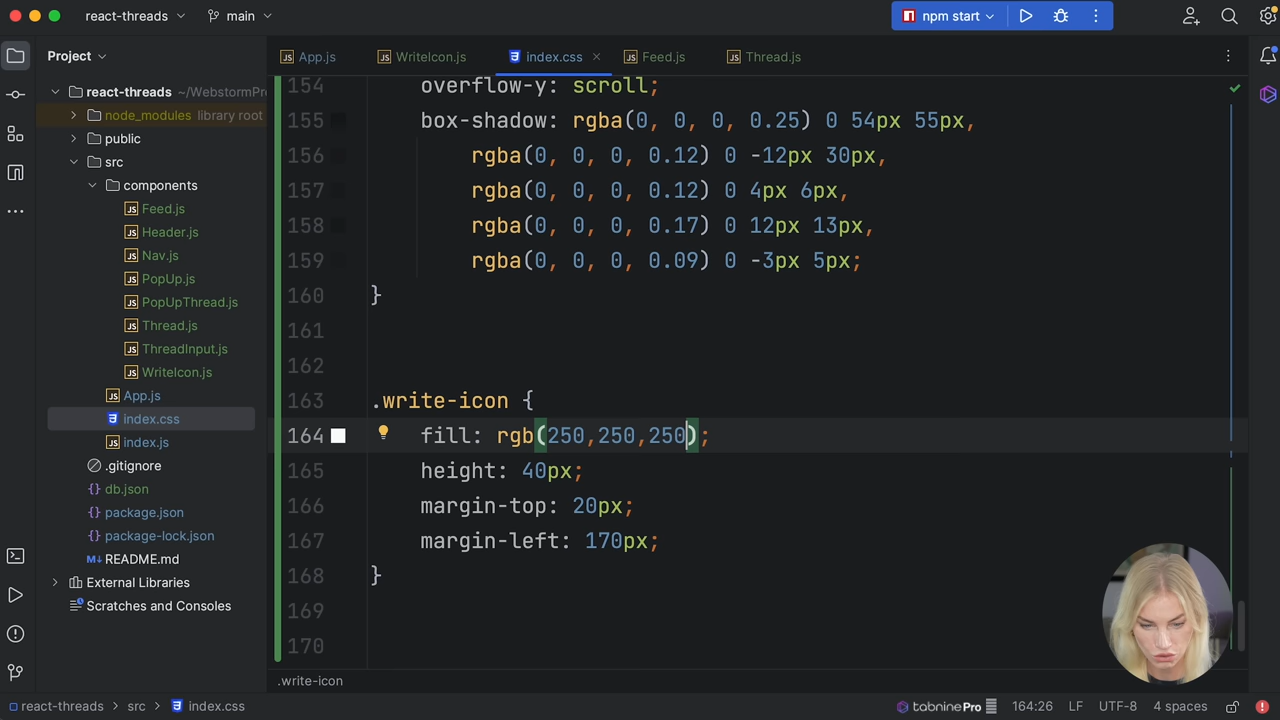 react-threads
main
npm start
Project
App.js
WriteIcon.js
index.css
Feed.js
Thread.js
react-threads ~/WebstormPr
node_modules library root
public
src
components
Feed.js
Header.js
Nav.js
PopUp.js
PopUpThread.js
Thread.js
ThreadInput.js
WriteIcon.js
App.js
index.css
index.js
.gitignore
db.json
package.json
package-lock.json
README.md
External Libraries
Scratches and Consoles
154 overflow-y: scroll;
155 box-shadow: rgba(0, 0, 0, 0.25) 0 54px 55px,
156 rgba(0, 0, 0, 0.12) 0 -12px 30px,
157 rgba(0, 0, 0, 0.12) 0 4px 6px,
158 rgba(0, 0, 0, 0.17) 0 12px 13px,
159 rgba(0, 0, 0, 0.09) 0 -3px 5px;
160 }
161
162
163 .write-icon {
164 fill: rgb(250,250,250);
165 height: 40px;
166 margin-top: 20px;
167 margin-left: 170px;
168 }
169
170
.write-icon
react-threads > src > index.css
tabnine Pro
164:26
LF
UTF-8
4 spaces